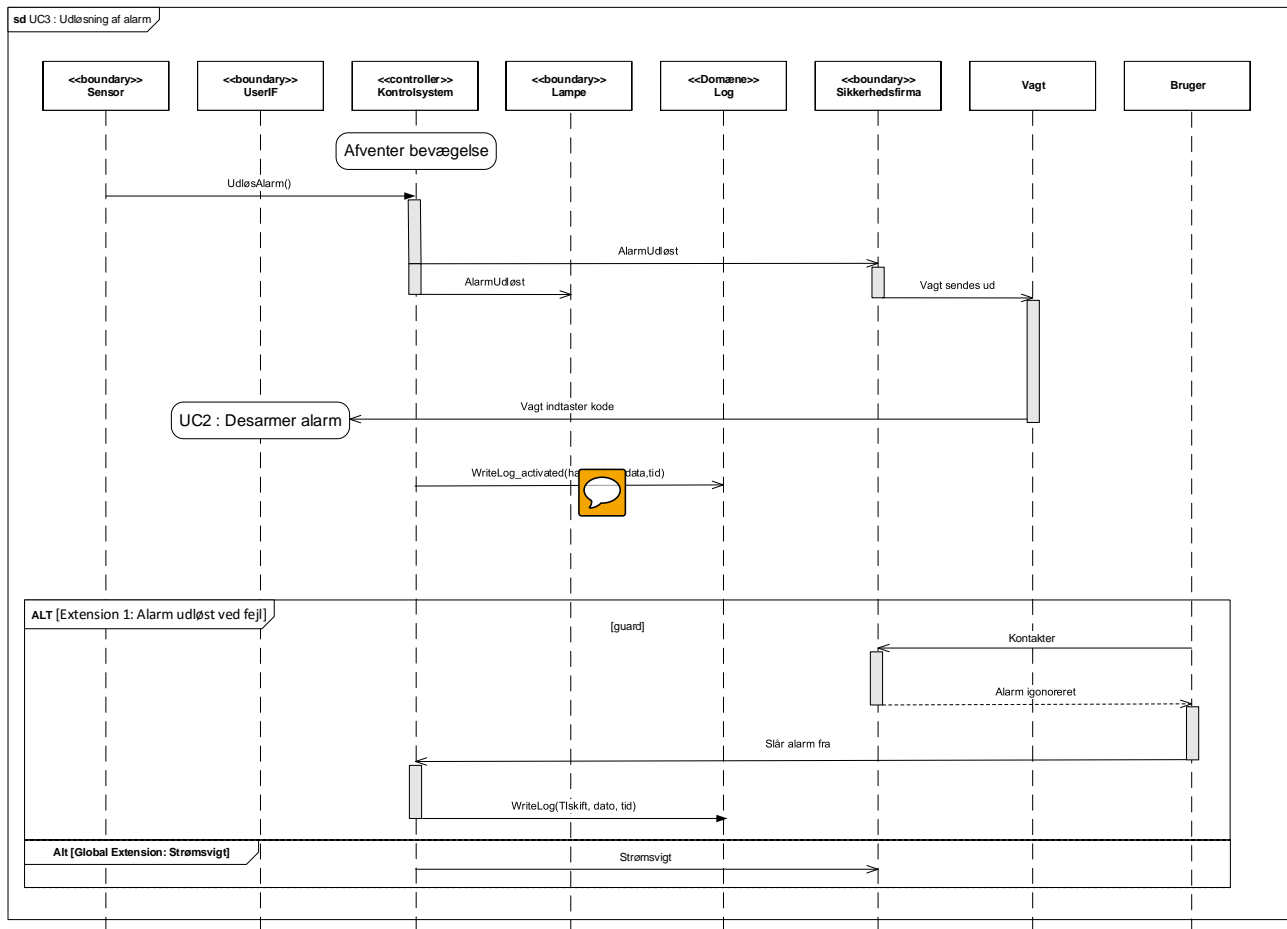 sd UC3 : Udløsning af alarm
<<boundary>>
Sensor
<<boundary>>
UserIF
<<controller>>
Kontrolsystem
<<boundary>>
Lampe
<<Domæne>>
Log
<<boundary>>
Sikkerhedsfirma
Vagt
Bruger
Afventer bevægelse
UdløsAlarm()
AlarmUdløst
AlarmUdløst
Vagt sendes ud
Vagt indtaster kode
UC2 : Desarmer alarm
WriteLog_activated(ha data,tid)
ALT [Extension 1: Alarm udløst ved fejl]
[guard]
Kontakter
Alarm igonoreret
Slår alarm fra
WriteLog(TIskift, dato, tid)
Alt [Global Extension: Strømsvigt]
Strømsvigt